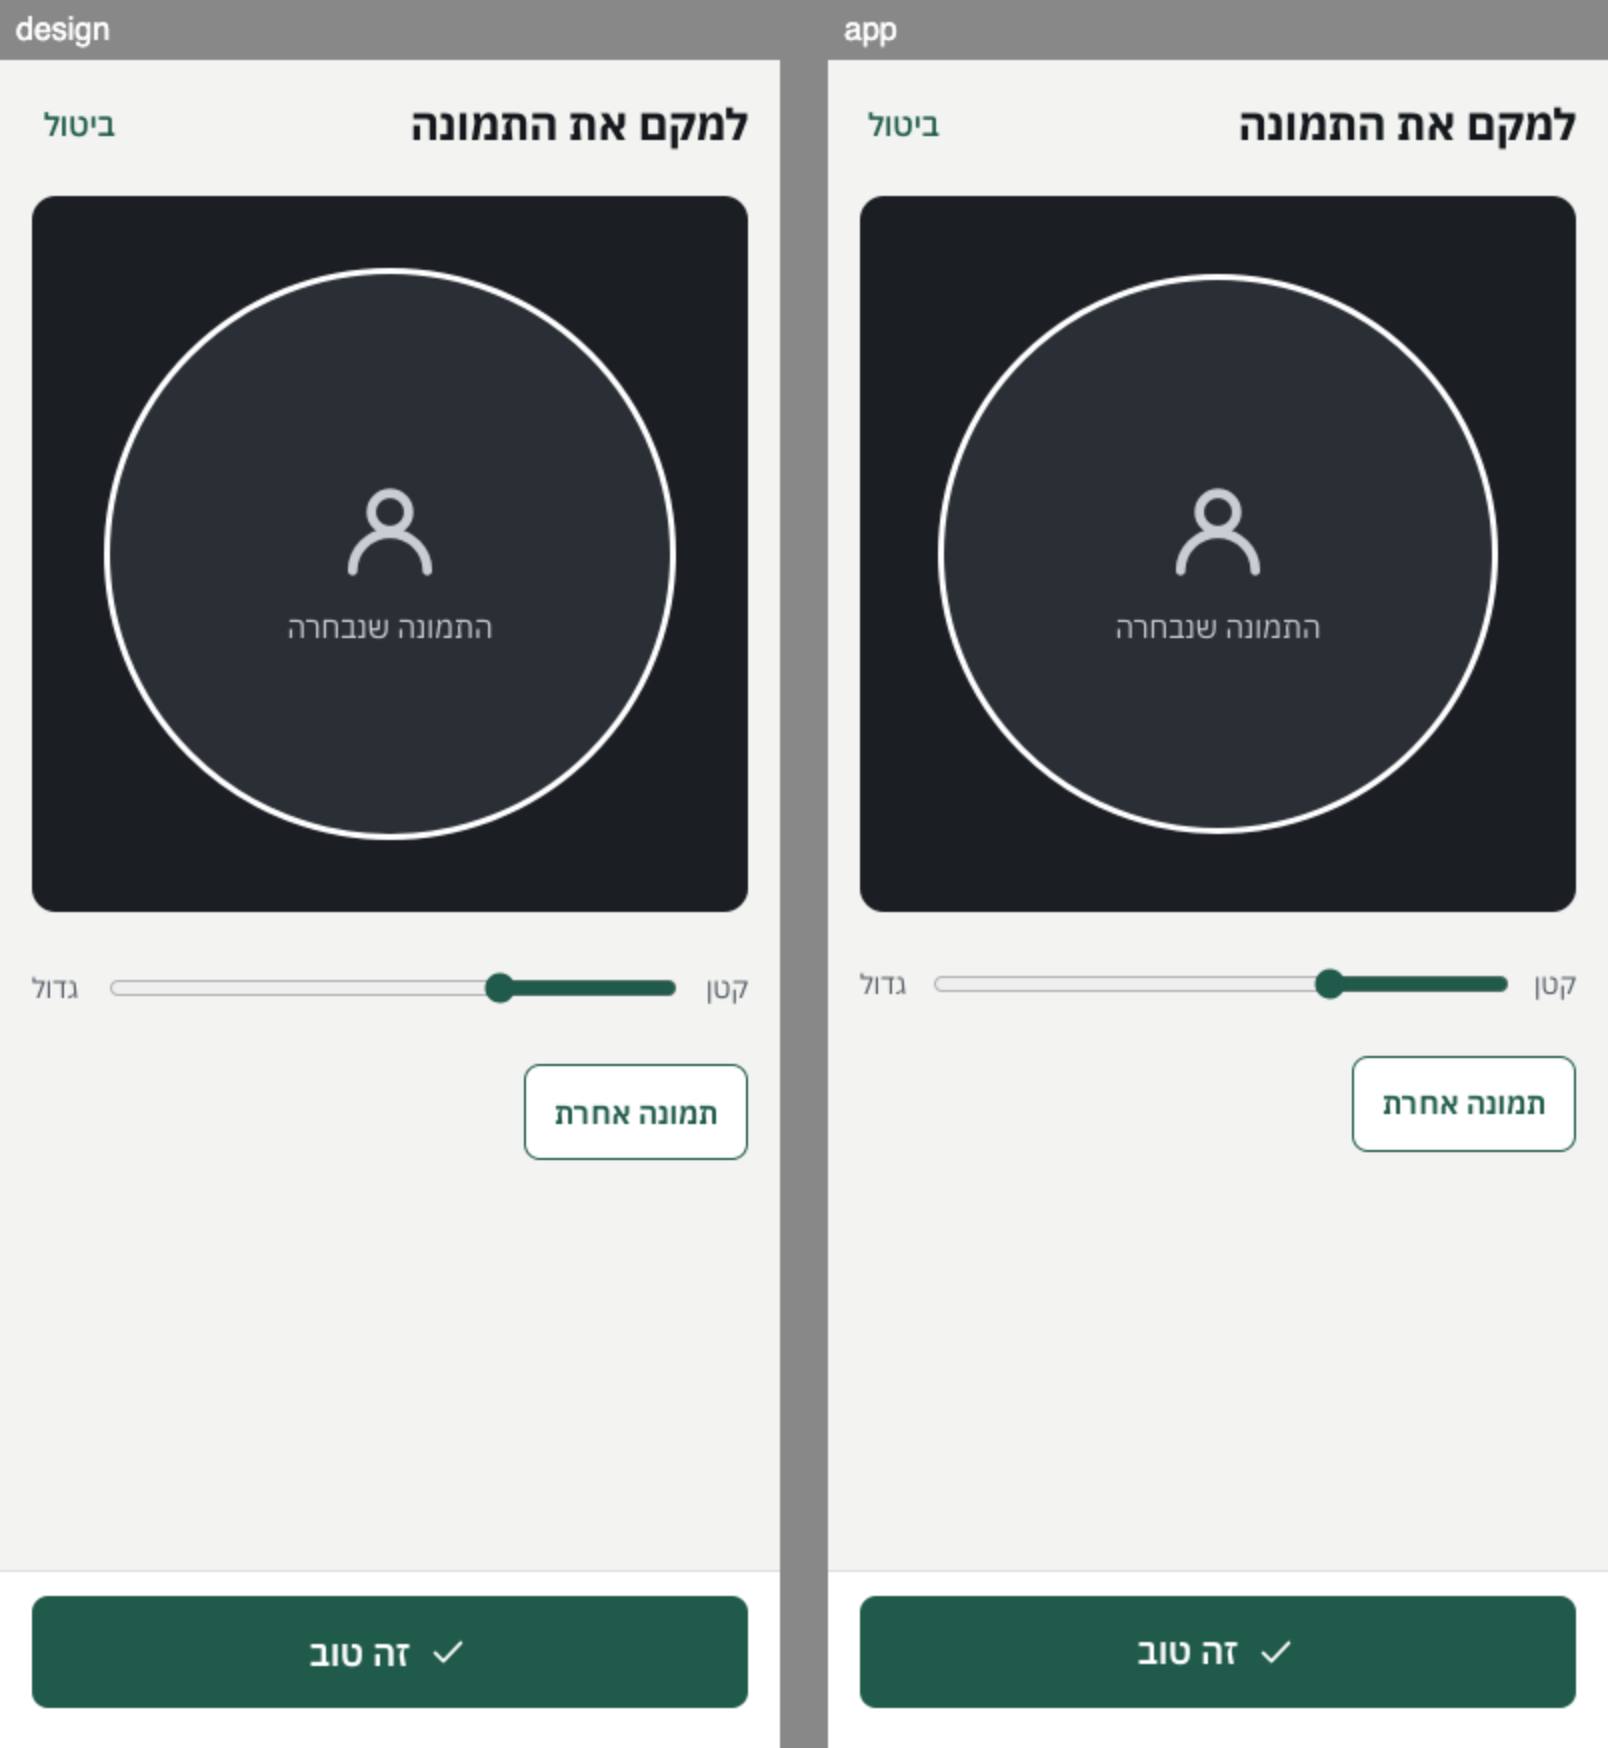 design
למקם את התמונה
ביטול
התמונה שנבחרה
קטן
גדול
תמונה אחרת
זה טוב
app
למקם את התמונה
ביטול
התמונה שנבחרה
קטן
גדול
תמונה אחרת
זה טוב